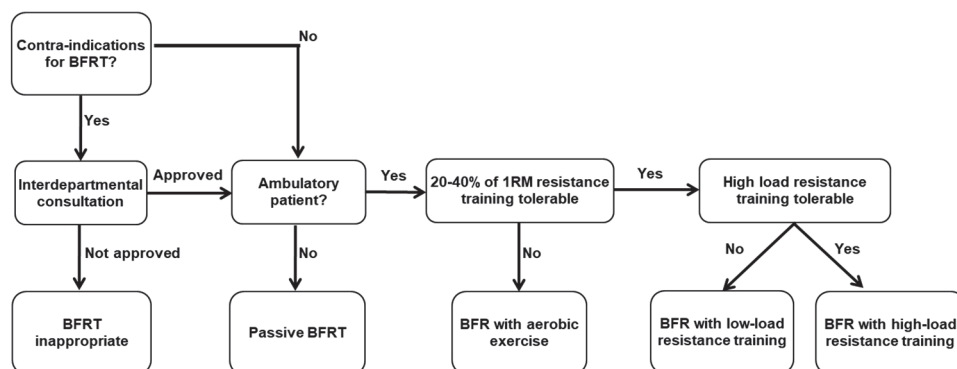 Contra-indications
for BFRT?
No
Yes
Interdepartmental
consultation
Approved
Ambulatory
patient?
Yes
20-40% of 1RM resistance
training tolerable
Yes
High load resistance
training tolerable
Not approved
No
No
No
Yes
BFRT
inappropriate
Passive BFRT
BFR with aerobic
exercise
BFR with low-load
resistance training
BFR with high-load
resistance training